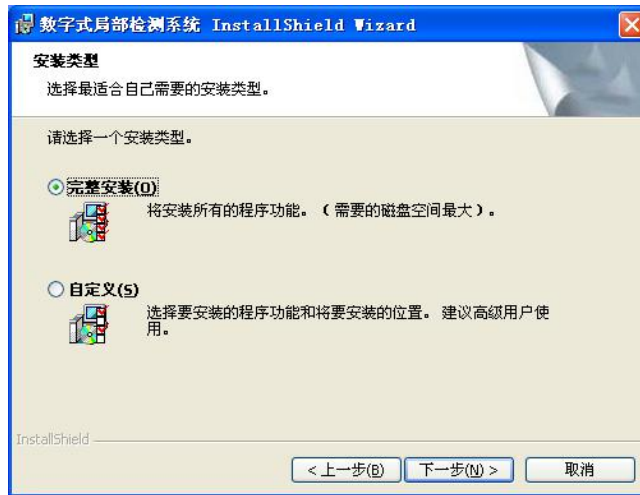 数字式局部检测系统 InstallShield Wizard
安装类型
选择最适合自己需要的安装类型。
请选择一个安装类型。
完整安装(O)
将安装所有的程序功能。（需要的磁盘空间最大）。
自定义(S)
选择要安装的程序功能和将要安装的位置。建议高级用户使
用。
InstallShield
< 上一步(B)
下一步(N) >
取消